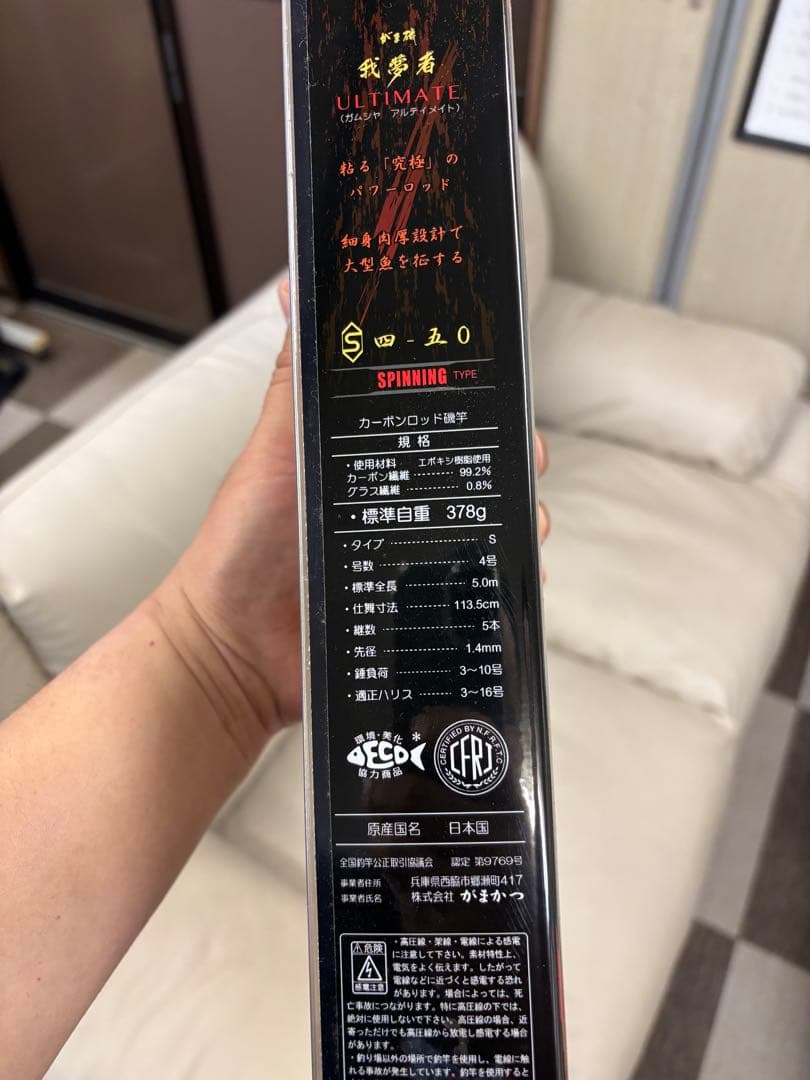 がま磯
我夢者
ULTIMATE
(ガムシャ アルティメイト)
粘る「究極」の
パワーロッド
細身肉厚設計で
大型魚を征する
S 四-五0
SPINNING TYPE
カーボンロッド磯竿
規格
・使用材料 エポキシ樹脂使用
カーボン繊維 99.2%
グラス繊維 0.8%
・標準自重 378g
・タイプ S
・号数 4号
・標準全長 5.0m
・仕舞寸法 113.5cm
・継数 5本
・先径 1.4mm
・錘負荷 3〜10号
・適正ハリス 3〜16号
環境・美化
ECO
協力商品
CERTIFIED BY N.F.R.F.T.C
CFRJ
原産国名 日本国
全国釣竿公正取引協議会 認定 第9769号
事業者住所 兵庫県西脇市郷瀬町417
事業者氏名 株式会社 がまかつ
危険
感電注意
・高圧線・架線・電線による感電
に注意して下さい。素材特性上、
電気をよく伝えます。したがって
電線などに近づくと感電する恐れ
があります。場合によっては、死
亡事故につながります。特に高圧線の下では、
絶対に使用しないで下さい。高圧線の場合、近
寄っただけでも高圧線から放電し感電する場合
があります。
・釣り場以外の場所で釣竿を使用し、電線に触
れる事故が発生しています。釣竿を使用すると